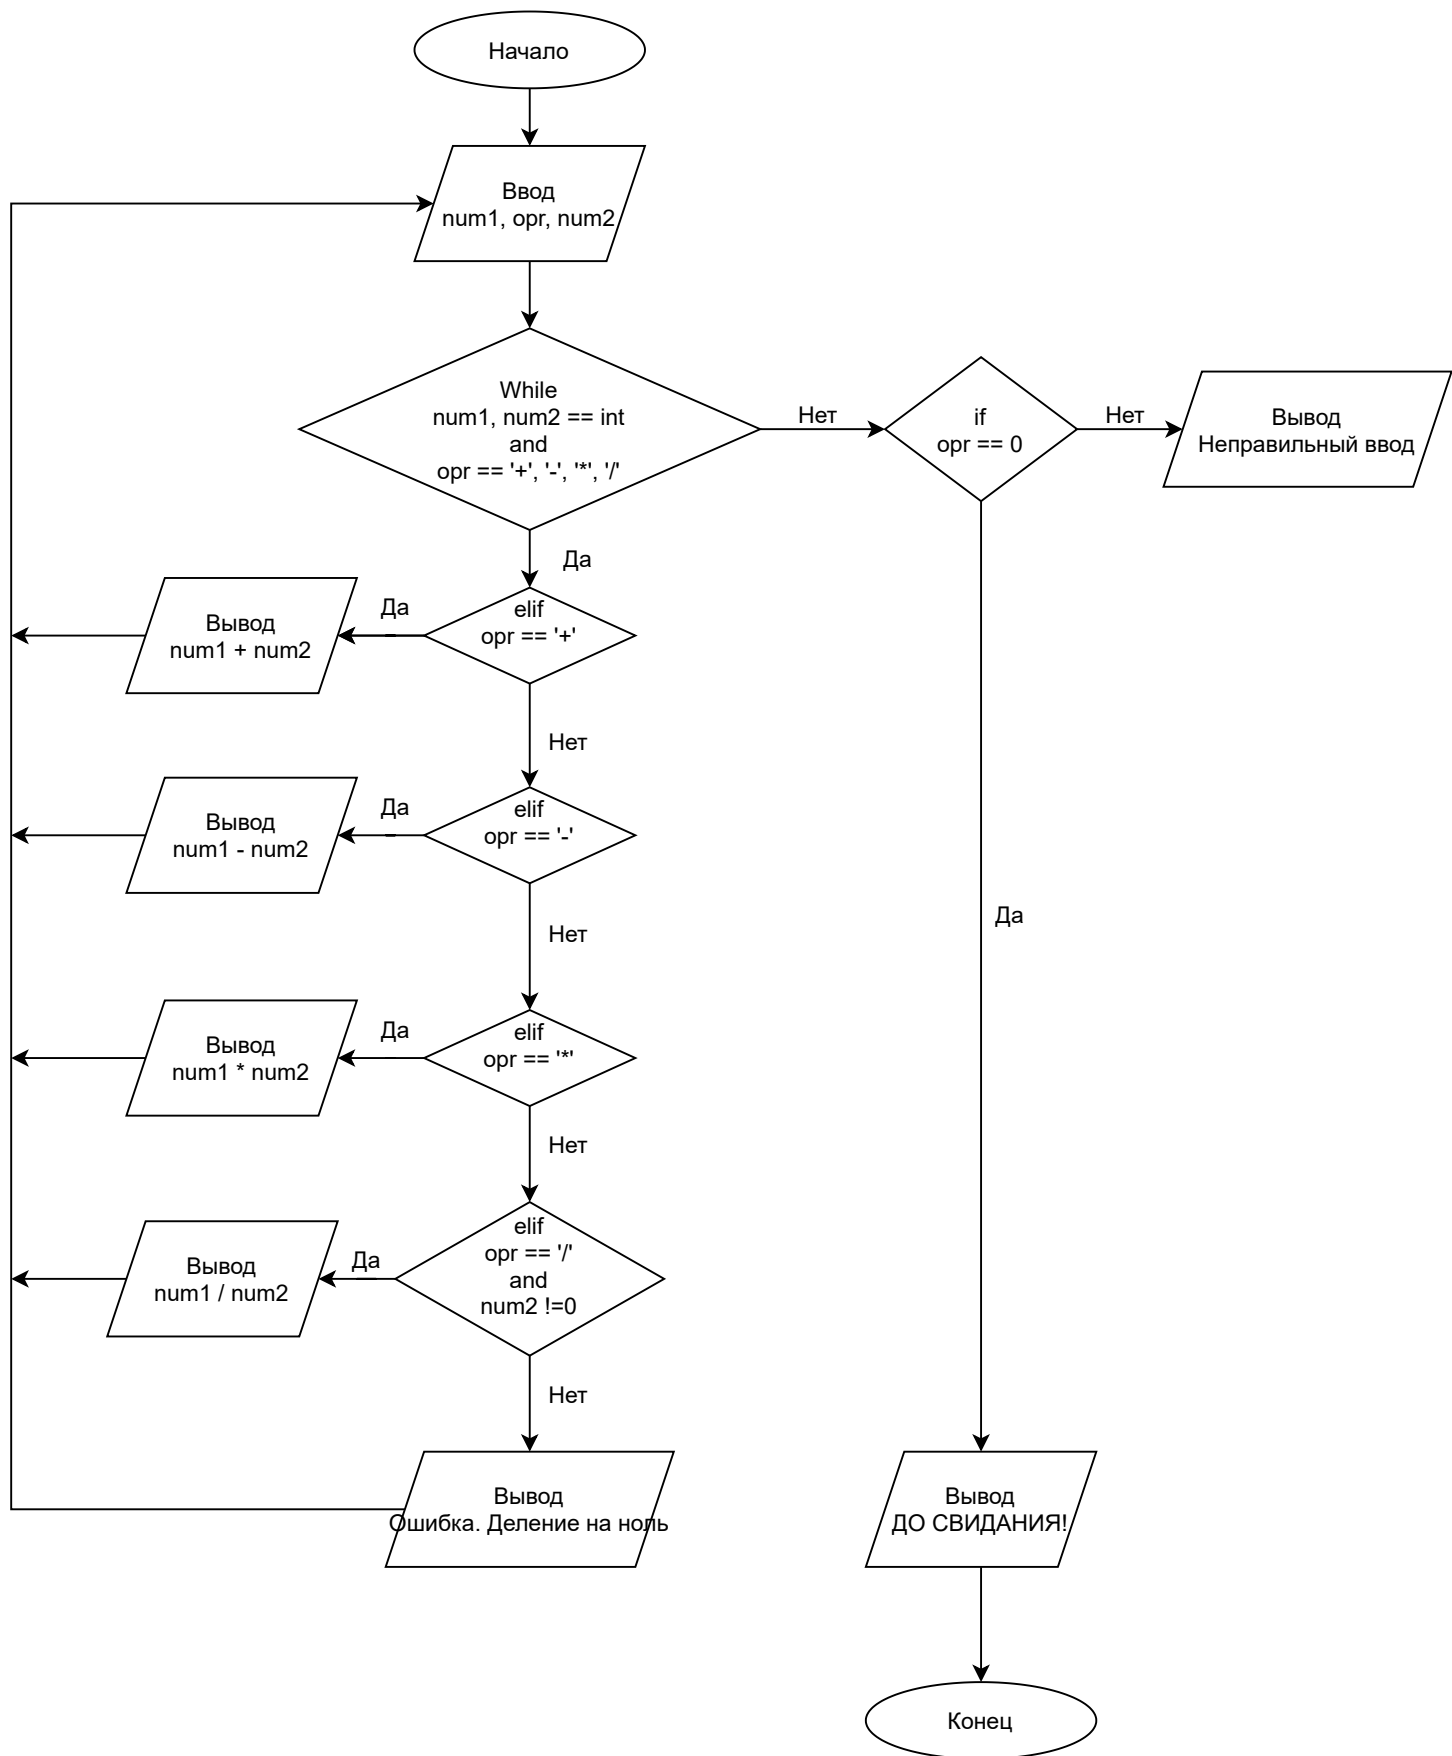 Начало
Ввод
num1, opr, num2
While
num1, num2 == int
and
opr == '+', '-', '*', '/'
Нет
if
opr == 0
Нет
Вывод
Неправильный ввод
Да
elif
opr == '+'
Да
Вывод
num1 + num2
Нет
elif
opr == '-'
Да
Вывод
num1 - num2
Нет
Да
elif
opr == '*'
Да
Вывод
num1 * num2
Нет
elif
opr == '/'
and
num2 !=0
Да
Вывод
num1 / num2
Нет
Вывод
Ошибка. Деление на ноль
Вывод
ДО СВИДАНИЯ!
Конец